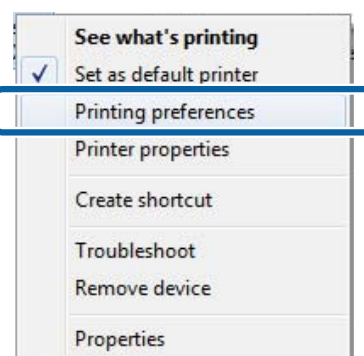 See what's printing
Set as default printer
Printing preferences
Printer properties
Create shortcut
Troubleshoot
Remove device
Properties